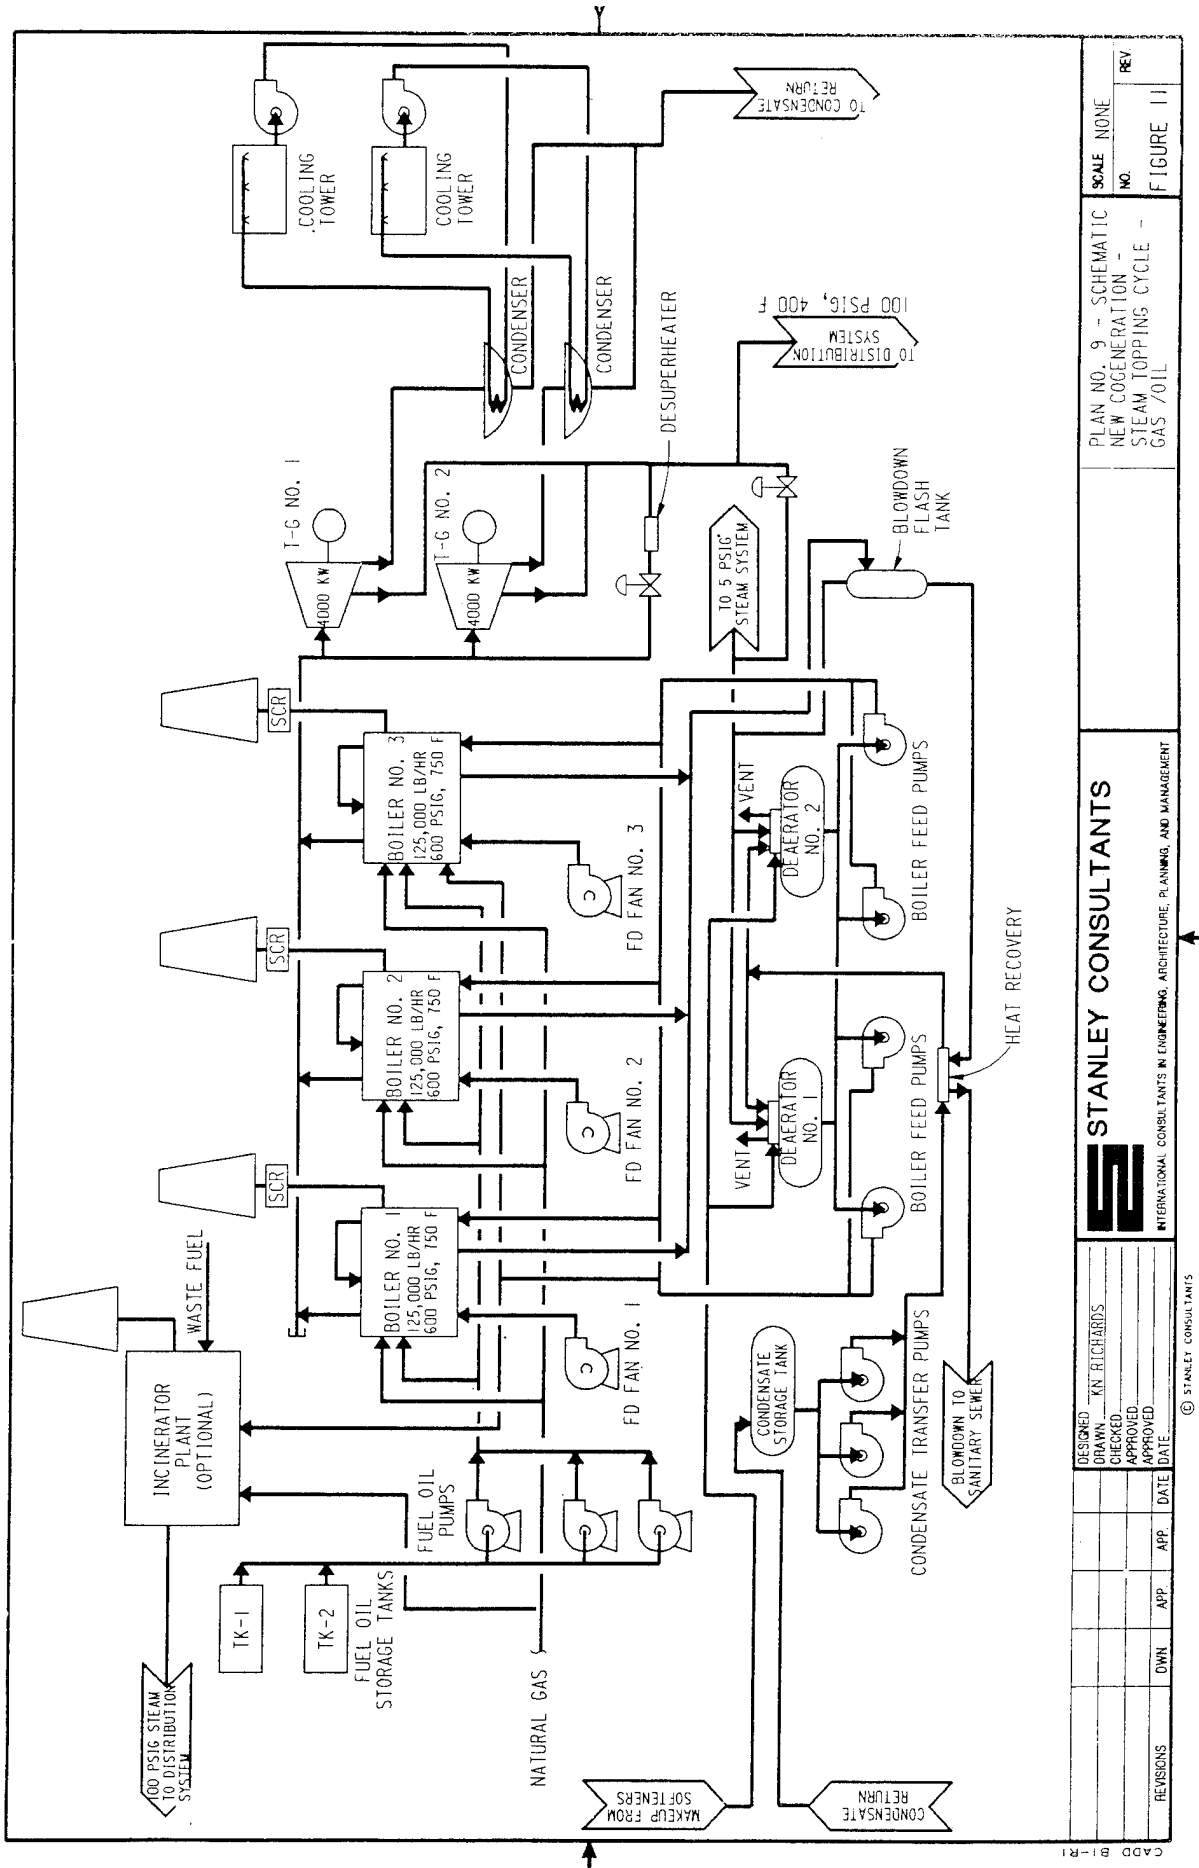 100 PSIG STEAM
TO DISTRIBUTION
SYSTEM
INCINERATOR
PLANT
(OPTIONAL)
WASTE FUEL
TK-1
TK-2
FUEL OIL
STORAGE TANKS
FUEL OIL
PUMPS
NATURAL GAS
SCR
SCR
SCR
BOILER NO. 1
125,000 LB/HR
600 PSIG, 750 F
BOILER NO. 2
125,000 LB/HR
600 PSIG, 750 F
BOILER NO. 3
125,000 LB/HR
600 PSIG, 750 F
C
FD FAN NO. 1
C
FD FAN NO. 2
C
FD FAN NO. 3
T-G NO. 1
4000 KW
T-G NO. 2
4000 KW
COOLING
TOWER
COOLING
TOWER
CONDENSER
CONDENSER
TO CONDENSATE
RETURN
DESUPERHEATER
100 PSIG, 400 F
TO DISTRIBUTION
SYSTEM
TO 5 PSIG
STEAM SYSTEM
BLOWDOWN
FLASH
TANK
VENT
DEAERATOR
NO. 1
VENT
DEAERATOR
NO. 2
BOILER FEED PUMPS
BOILER FEED PUMPS
HEAT RECOVERY
MAKEUP FROM
SOFTENERS
CONDENSATE
RETURN
CONDENSATE
STORAGE TANK
CONDENSATE TRANSFER PUMPS
BLOWDOWN TO
SANITARY SEWER
CADD B1-R1
REVISIONS
DWN
APP.
APP.
DATE
DESIGNED
DRAWN KN RICHARDS
CHECKED
APPROVED
APPROVED
DATE
STANLEY CONSULTANTS
INTERNATIONAL CONSULTANTS IN ENGINEERING, ARCHITECTURE, PLANNING, AND MANAGEMENT
PLAN NO. 9 - SCHEMATIC
NEW COGENERATION -
STEAM TOPPING CYCLE -
GAS /OIL
SCALE NONE
NO.
REV.
FIGURE 11
© STANLEY CONSULTANTS